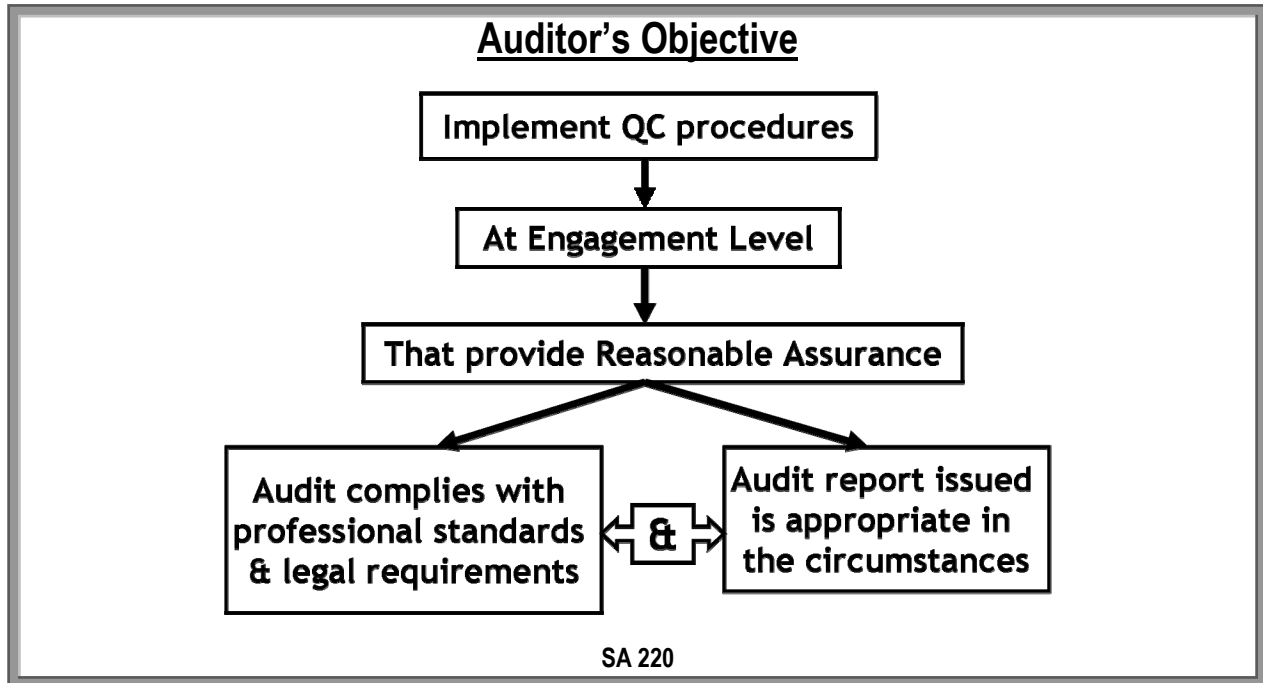 Auditor's Objective
Implement QC procedures
At Engagement Level
That provide Reasonable Assurance
Audit complies with
professional standards
& legal requirements
&
Audit report issued
is appropriate in
the circumstances
SA 220